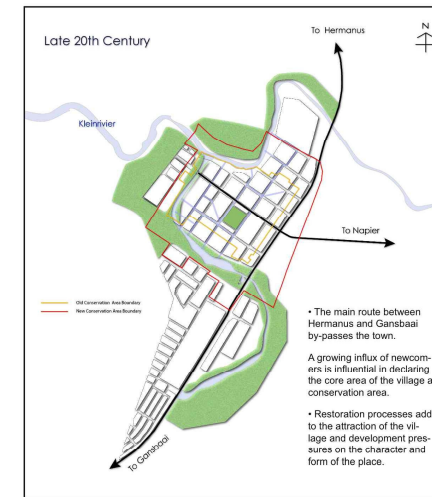 Late 20th Century
To Hermanus
N
Kleinrivier
To Napier
Old Conservation Area Boundary
New Conservation Area Boundary
To Gansbaai
• The main route between
Hermanus and Gansbaai
by-passes the town.
A growing influx of newcom-
ers is influential in declaring
the core area of the village a
conservation area.
• Restoration processes add
to the attraction of the vil-
lage and development pres-
sures on the character and
form of the place.